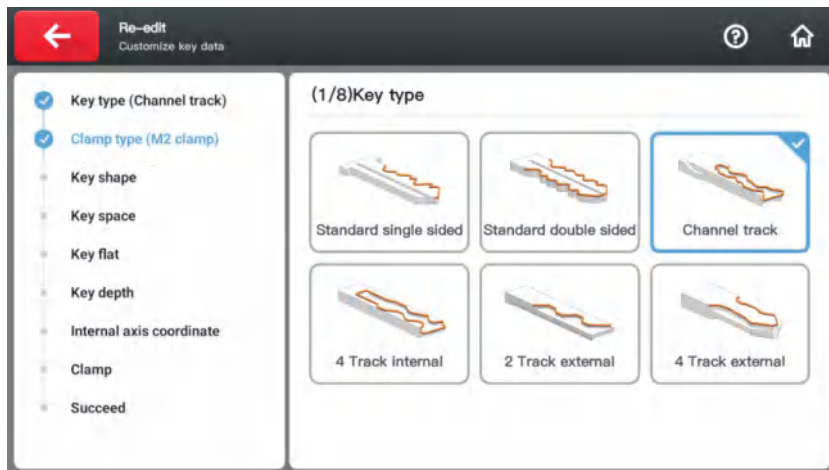 Re-edit
Customize key data
Key type (Channel track)
Clamp type (M2 clamp)
Key shape
Key space
Key flat
Key depth
Internal axis coordinate
Clamp
Succeed
(1/8)Key type
Standard single sided
Standard double sided
Channel track
4 Track internal
2 Track external
4 Track external